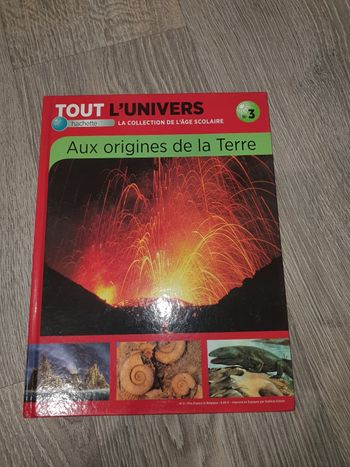 TOUT L'UNIVERS
hachette
LA COLLECTION DE L'ÂGE SCOLAIRE
3
Aux origines de la Terre